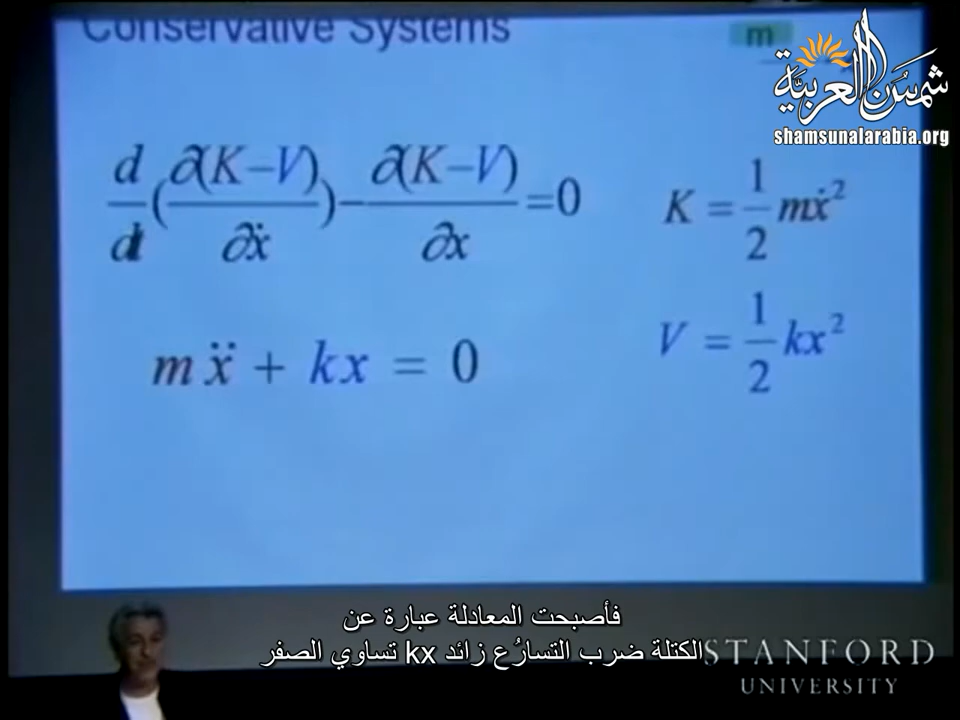 Conservative Systems
m
شمس العربية
shamsunalarabia.org
d/dt(∂(K−V)/∂ẋ)−∂(K−V)/∂x=0
K = 1/2 mẋ²
V = 1/2 kx²
mẍ + kx = 0
فأصبحت المعادلة عبارة عن
الكتلة ضرب التسارُع زائد kx تساوي الصفر
STANFORD
UNIVERSITY